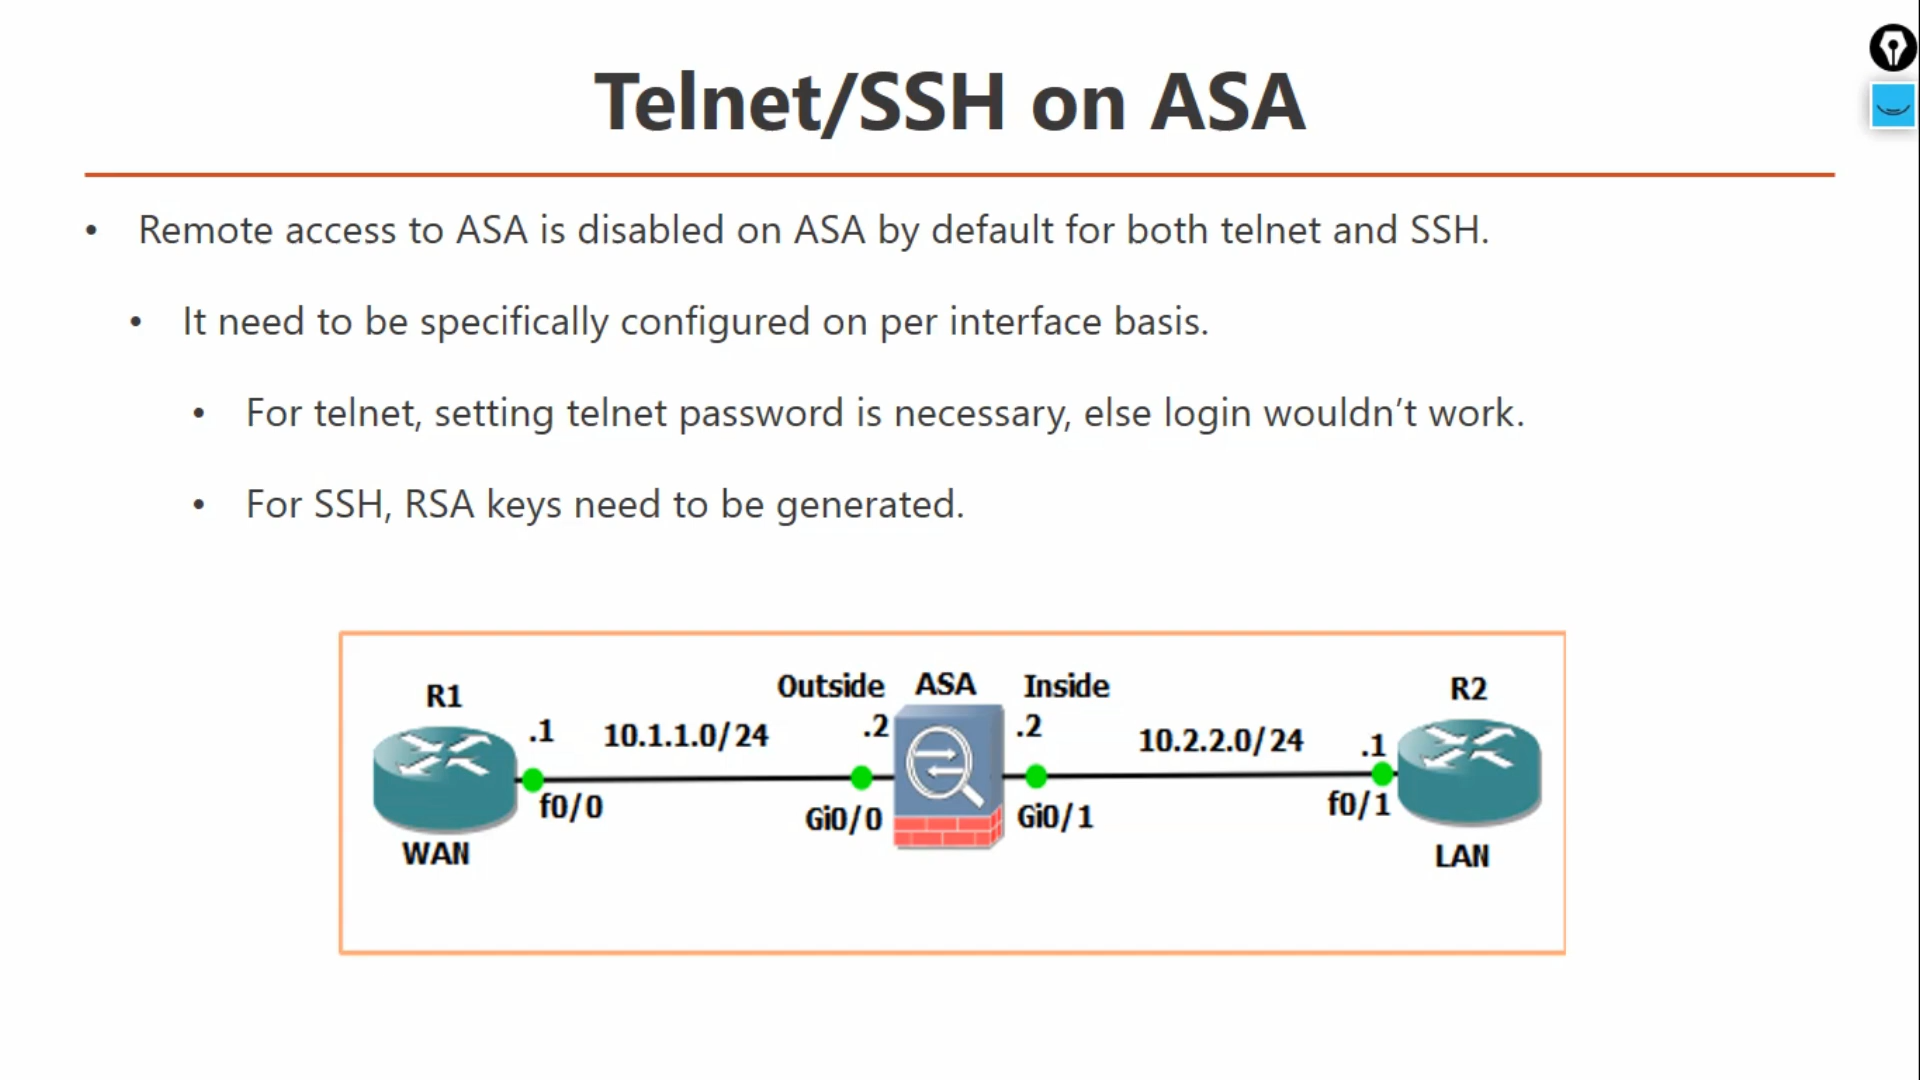 Telnet/SSH on ASA
• Remote access to ASA is disabled on ASA by default for both telnet and SSH.
• It need to be specifically configured on per interface basis.
• For telnet, setting telnet password is necessary, else login wouldn’t work.
• For SSH, RSA keys need to be generated.
R1
.1
10.1.1.0/24
Outside
.2
ASA
Inside
.2
10.2.2.0/24
.1
R2
f0/0
Gi0/0
Gi0/1
f0/1
WAN
LAN